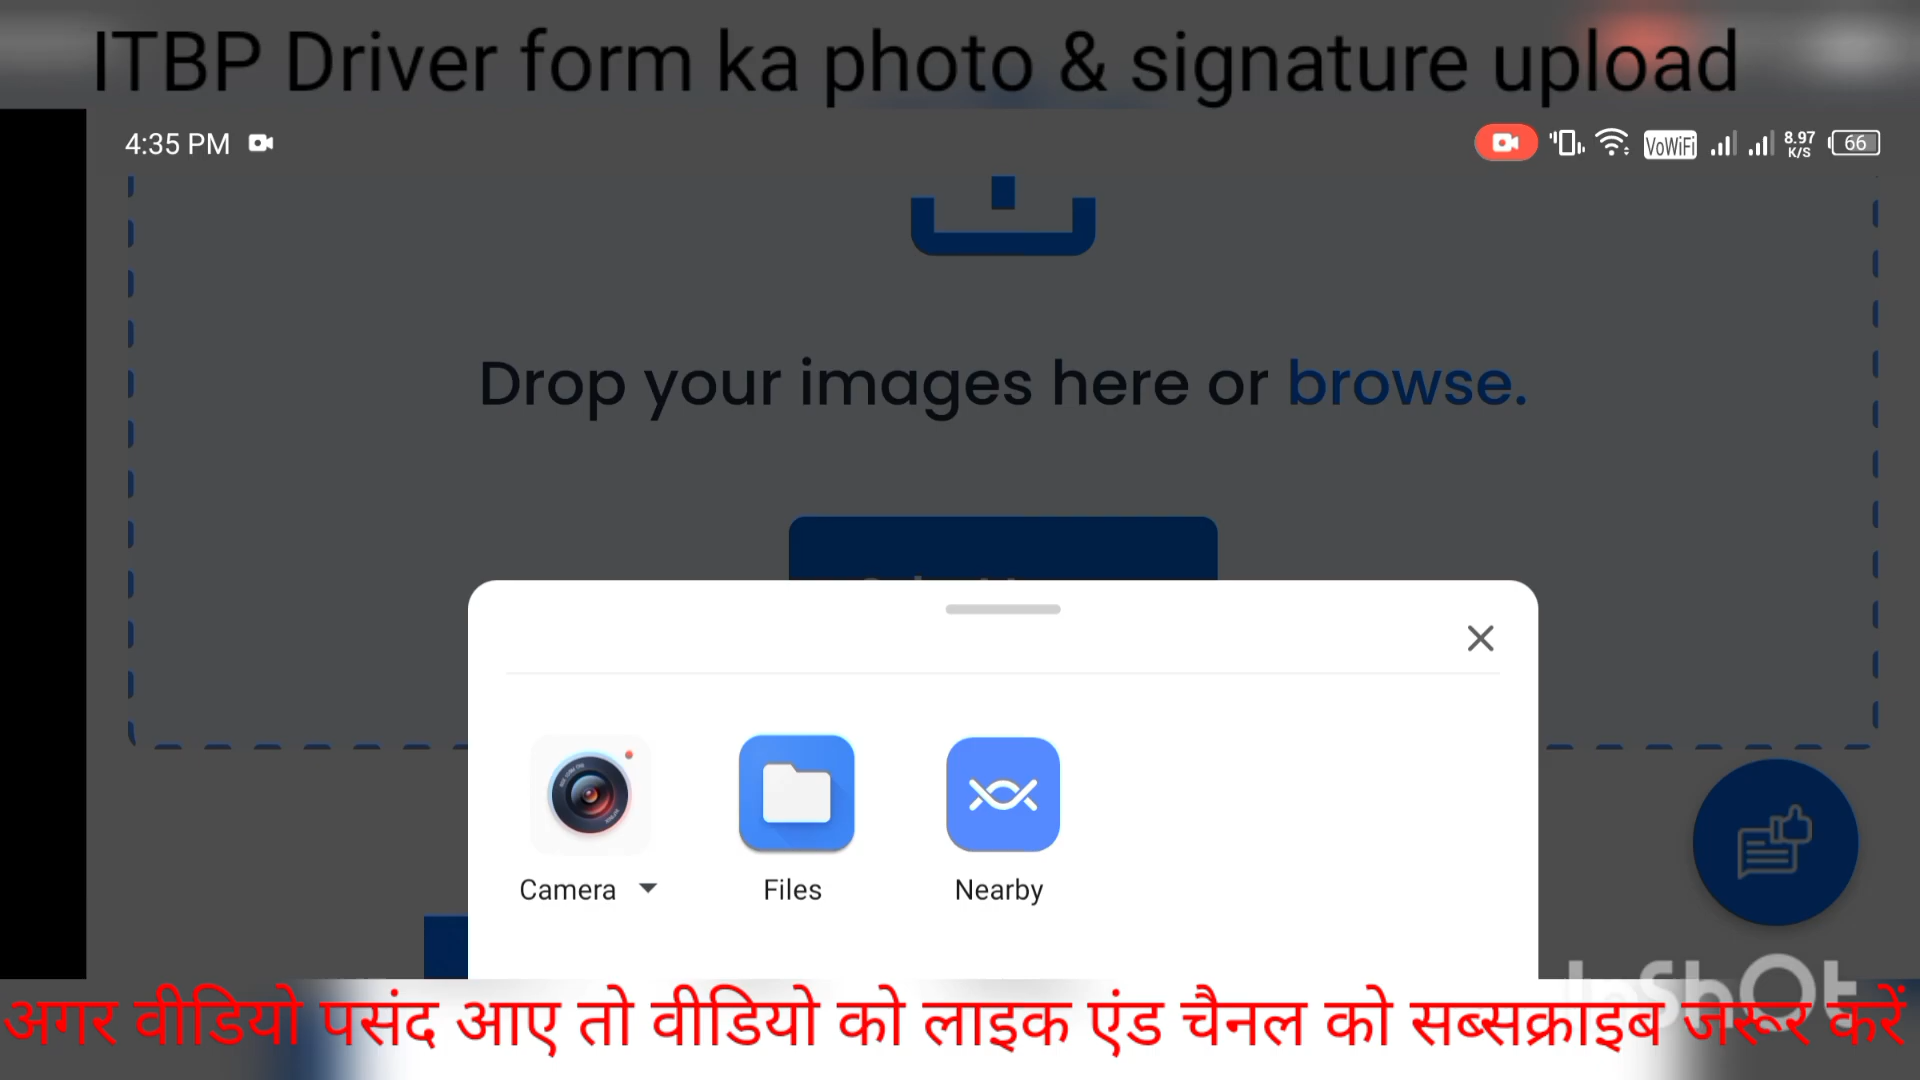 ITBP Driver form ka photo & signature upload
4:35 PM
VoWiFi 8.97 K/S 66
Drop your images here or browse.
Camera Files Nearby
InShOt
अगर वीडियो पसंद आए तो वीडियो को लाइक एंड चैनल को सब्सक्राइब जरूर करें